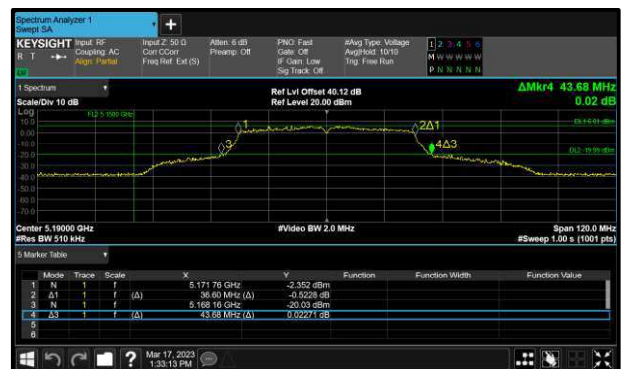 Spectrum Analyzer 1
Swept SA
+
KEYSIGHT Input: RF Input Z: 50 Ω Atten: 6 dB PNO: Fast #Avg Type: Voltage 1 2 3 4 5 6
R T Coupling: AC Corr CCorr Preamp: Off Gate: Off Avg|Hold: 10/10 M W W W W W
Align: Partial Freq Ref: Ext (S) IF Gain: Low Trig: Free Run
Sig Track: Off P N N N N N
1 Spectrum Ref Lvl Offset 40.12 dB ΔMkr4 43.68 MHz
Scale/Div 10 dB Ref Level 20.00 dBm 0.02 dB
Log
10.0
0.00
-10.0
-20.0
-30.0
-40.0
-50.0
-60.0
-70.0
1 2Δ1
3 4Δ3
DL2 -19.99 dBm
Center 5.19000 GHz #Video BW 2.0 MHz Span 120.0 MHz
#Res BW 510 kHz #Sweep 1.00 s (1001 pts)
5 Marker Table
Mode Trace Scale X Y Function Function Width Function Value
1 N 1 f 5.171 76 GHz -2.352 dBm
2 Δ1 1 f (Δ) 36.60 MHz (Δ) -0.5228 dB
3 N 1 f 5.168 16 GHz -20.03 dBm
4 Δ3 1 f (Δ) 43.68 MHz (Δ) 0.02271 dB
5
6
? Mar 17, 2023
1:33:13 PM